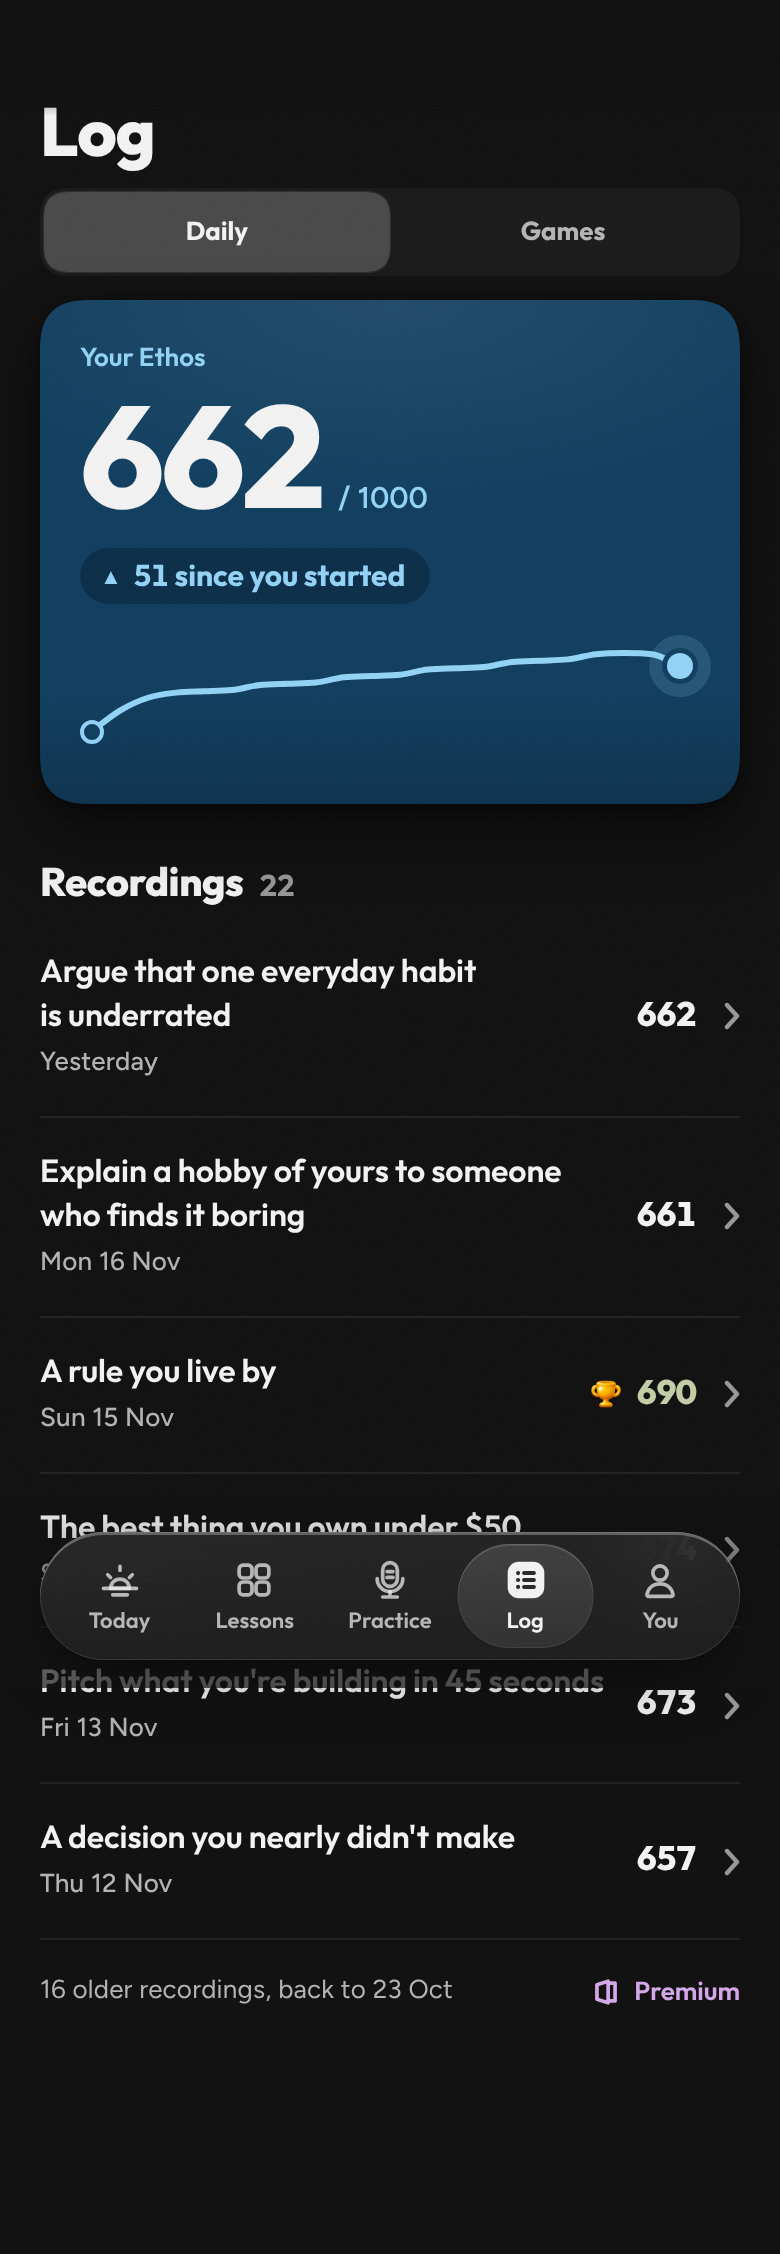 Log
Daily
Games
Your Ethos
662 / 1000
▲ 51 since you started
Recordings 22
Argue that one everyday habit
is underrated
662
Yesterday
Explain a hobby of yours to someone
who finds it boring
661
Mon 16 Nov
A rule you live by
🏆 690
Sun 15 Nov
The best thing you own under $50
Today
Lessons
Practice
Log
You
Pitch what you're building in 45 seconds
673
Fri 13 Nov
A decision you nearly didn't make
657
Thu 12 Nov
16 older recordings, back to 23 Oct
Premium